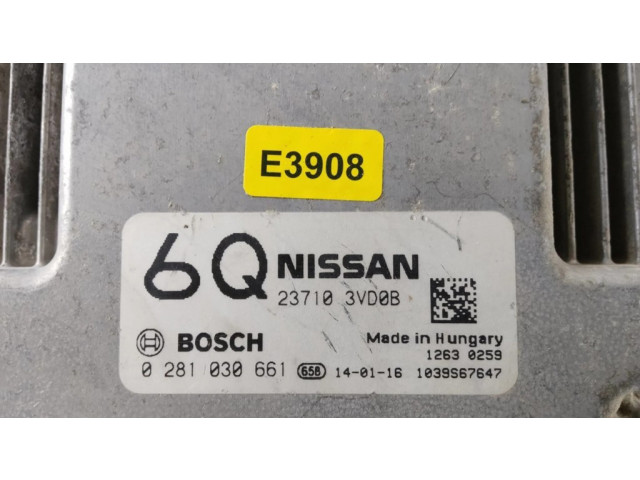 E3908
6Q NISSAN
23710 3VD0B
BOSCH Made in Hungary
1263 0259
0 281 030 661 658 14-01-16 1039S67647